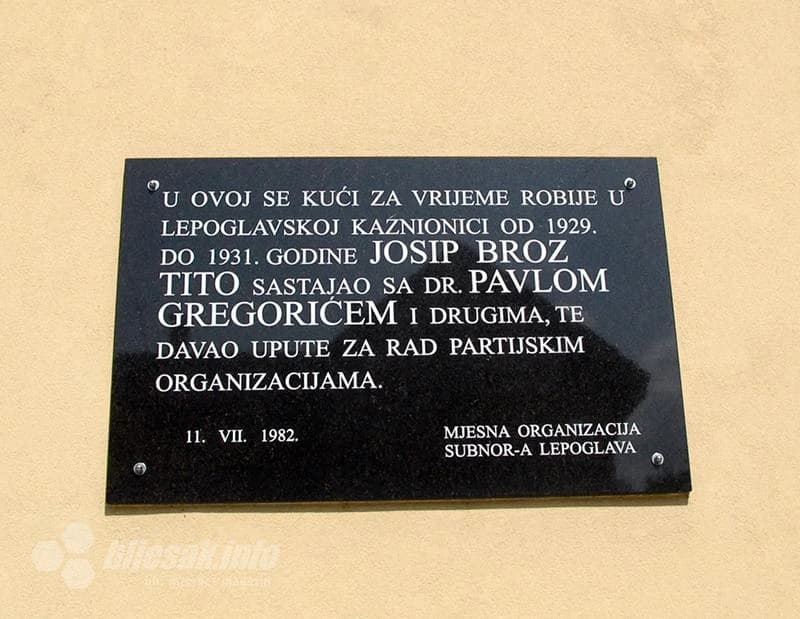 U OVOJ SE KUĆI ZA VRIJEME ROBIJE U
LEPOGLAVSKOJ KAŽNIONICI OD 1929.
DO 1931. GODINE JOSIP BROZ
TITO SASTAJAO SA DR. PAVLOM
GREGORIĆEM I DRUGIMA, TE
DAVAO UPUTE ZA RAD PARTIJSKIM
ORGANIZACIJAMA.
11. VII. 1982.
MJESNA ORGANIZACIJA
SUBNOR-A LEPOGLAVA
bljesak.info